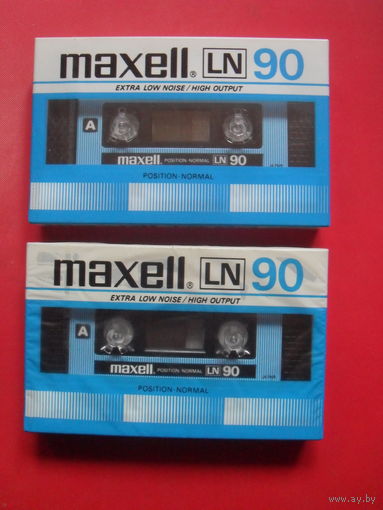 maxell® LN 90
EXTRA LOW NOISE / HIGH OUTPUT
A
maxell POSITION·NORMAL LN 90
POSITION·NORMAL
maxell® LN 90
EXTRA LOW NOISE / HIGH OUTPUT
A
maxell POSITION·NORMAL LN 90
POSITION·NORMAL
www.ay.by